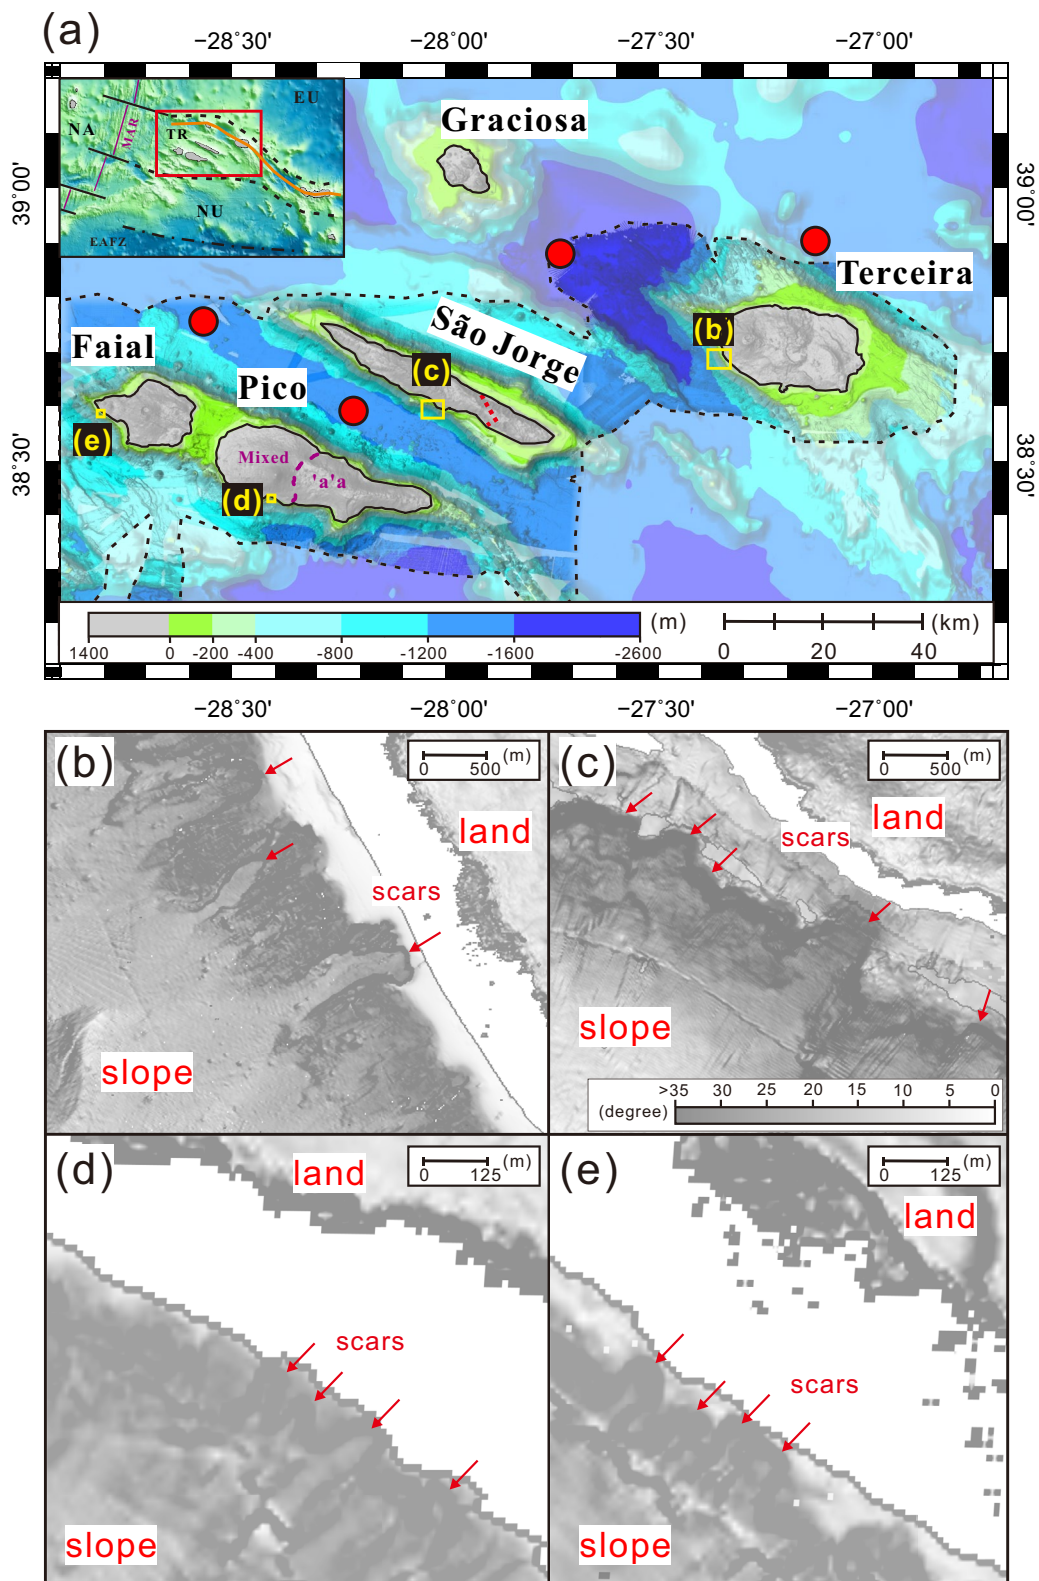 (a)
−28˚30'
−28˚00'
−27˚30'
−27˚00'
39˚00'
38˚30'
39˚00'
38˚30'
NA
MAR
TR
EU
NU
EAFZ
Graciosa
Terceira
São Jorge
Faial
Pico
(b)
(c)
(e)
(d)
Mixed
'a'a
1400
0
-200
-400
-800
-1200
-1600
-2600
(m)
0
20
40
(km)
−28˚30'
−28˚00'
−27˚30'
−27˚00'
(b)
0
500
(m)
land
scars
slope
(c)
0
500
(m)
land
scars
slope
>35
25
20
15
10
5
0
(degree)
(d)
0
125
(m)
land
scars
slope
(e)
0
125
(m)
land
scars
slope